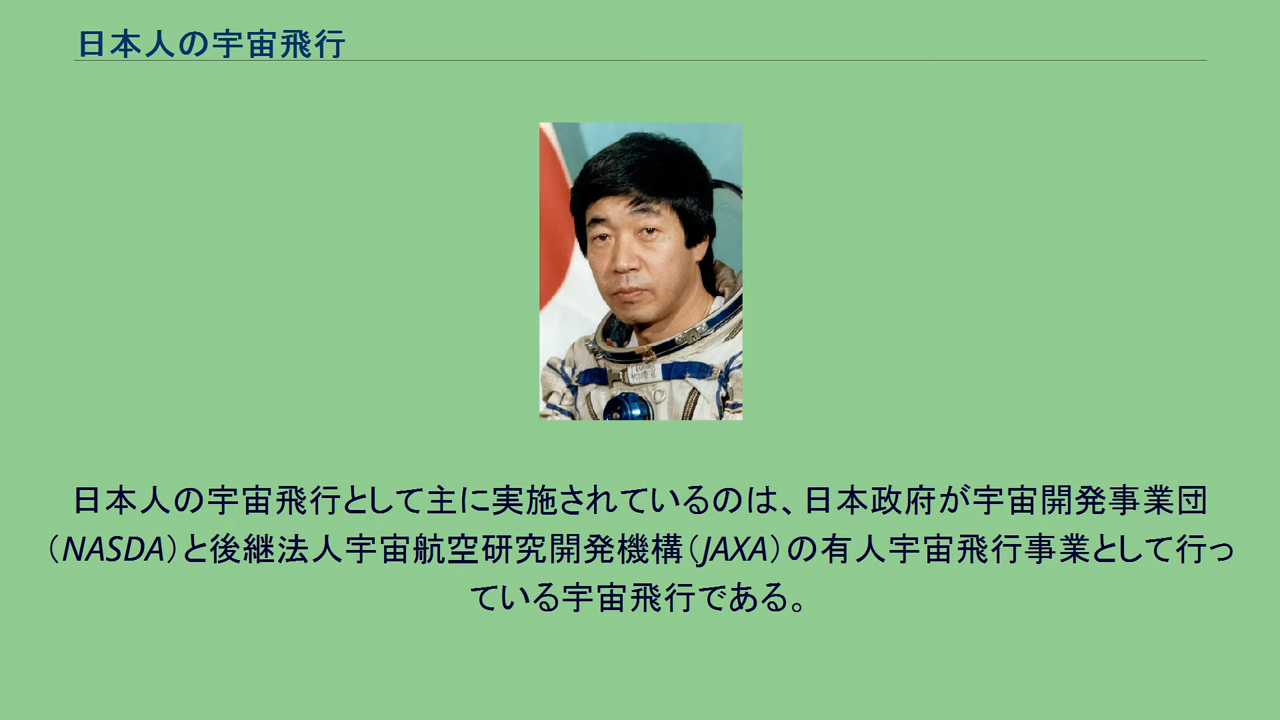 日本人の宇宙飛行
日本人の宇宙飛行として主に実施されているのは、日本政府が宇宙開発事業団
（NASDA）と後継法人宇宙航空研究開発機構（JAXA）の有人宇宙飛行事業として行っ
ている宇宙飛行である。